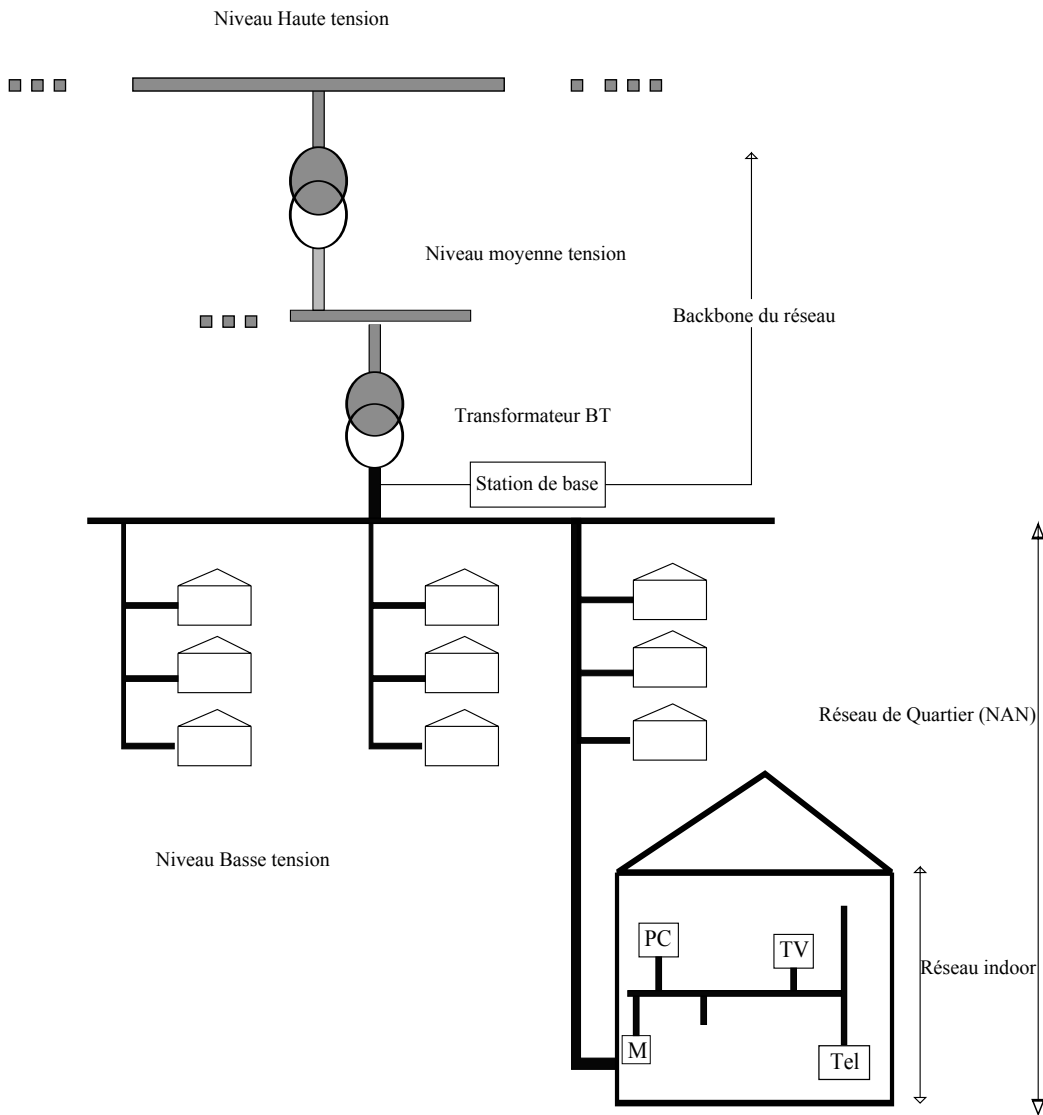 Niveau Haute tension
Niveau moyenne tension
Backbone du réseau
Transformateur BT
Station de base
Réseau de Quartier (NAN)
Niveau Basse tension
PC
TV
Réseau indoor
M
Tel